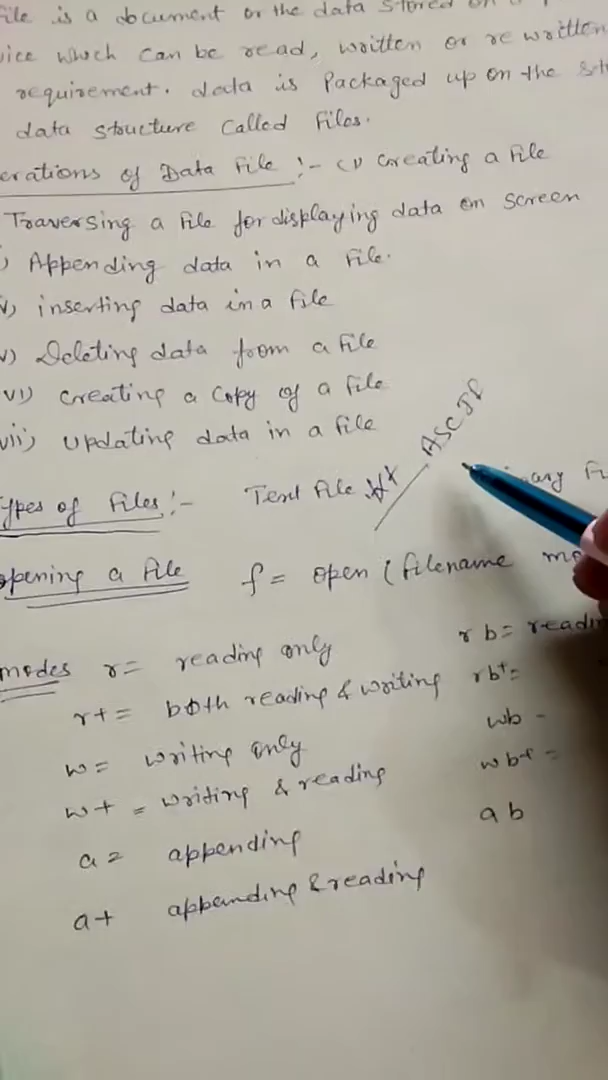 file is a document or the data stored on a
which can be read, written or re written
requirement. data is Packaged up on the
data structure called files.
erations of Data File :- (i) Creating a file
Traversing a file for displaying data on screen
) Appending data in a file.
v) inserting data in a file
v) Deleting data from a file
vi) Creating a copy of a file
vii) updating data in a file
ASCII
ypes of Files :- Text File inary Fi
opening a file f = open (filename mo
modes r = reading only rb = readin
r+ = both reading & writing rb+ =
w = writing only wb -
w+ = writing & reading wb+ =
a = appending ab
a+ appending & reading